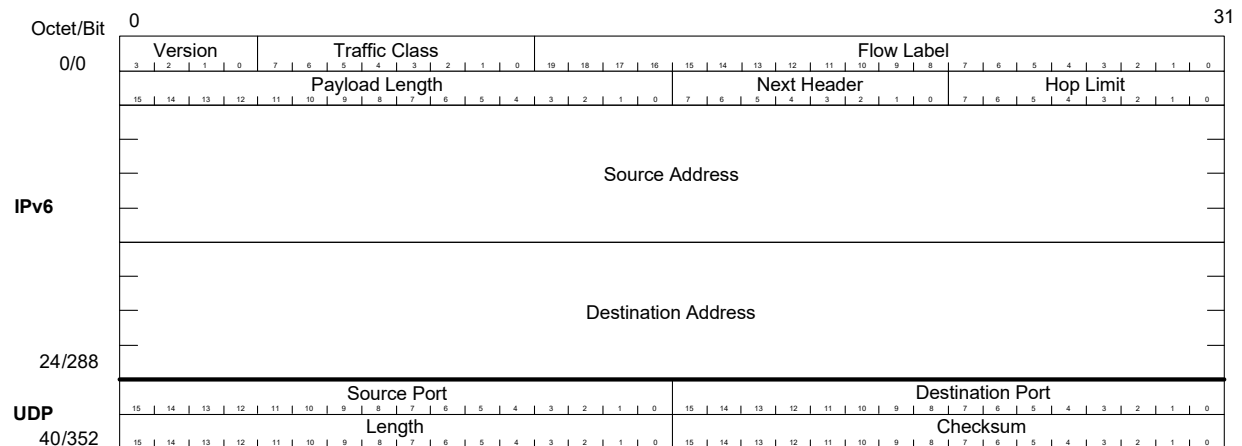 Octet/Bit 0 31
Version Traffic Class Flow Label
0/0 3 2 1 0 7 6 5 4 3 2 1 0 19 18 17 16 15 14 13 12 11 10 9 8 7 6 5 4 3 2 1 0
Payload Length Next Header Hop Limit
15 14 13 12 11 10 9 8 7 6 5 4 3 2 1 0 7 6 5 4 3 2 1 0 7 6 5 4 3 2 1 0
Source Address
IPv6
Destination Address
24/288
Source Port Destination Port
UDP 15 14 13 12 11 10 9 8 7 6 5 4 3 2 1 0 15 14 13 12 11 10 9 8 7 6 5 4 3 2 1 0
Length Checksum
40/352 15 14 13 12 11 10 9 8 7 6 5 4 3 2 1 0 15 14 13 12 11 10 9 8 7 6 5 4 3 2 1 0